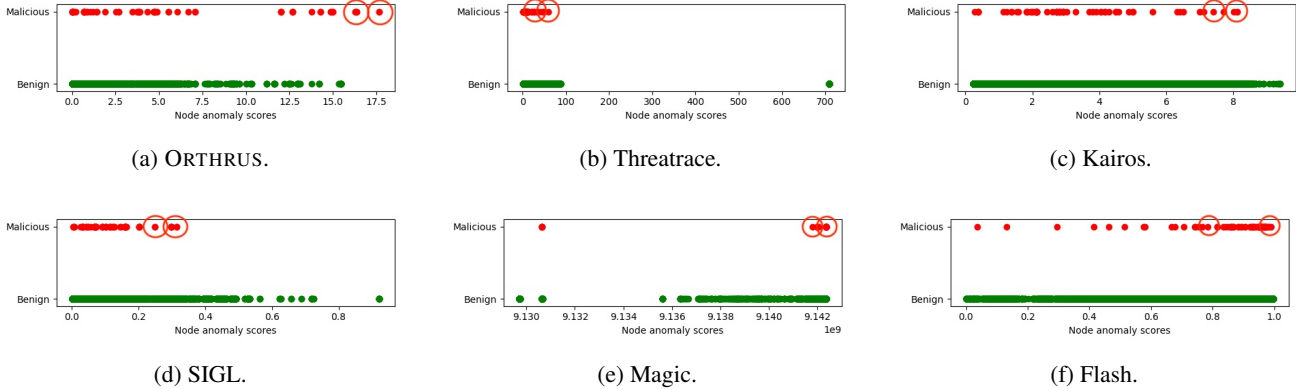 Malicious
Benign
0.0 2.5 5.0 7.5 10.0 12.5 15.0 17.5
Node anomaly scores
(a) ORTHRUS.
Malicious
Benign
0 100 200 300 400 500 600 700
Node anomaly scores
(b) Threatrace.
Malicious
Benign
0 2 4 6 8
Node anomaly scores
(c) Kairos.
Malicious
Benign
0.0 0.2 0.4 0.6 0.8
Node anomaly scores
(d) SIGL.
Malicious
Benign
9.130 9.132 9.134 9.136 9.138 9.140 9.142
1e9
Node anomaly scores
(e) Magic.
Malicious
Benign
0.0 0.2 0.4 0.6 0.8 1.0
Node anomaly scores
(f) Flash.